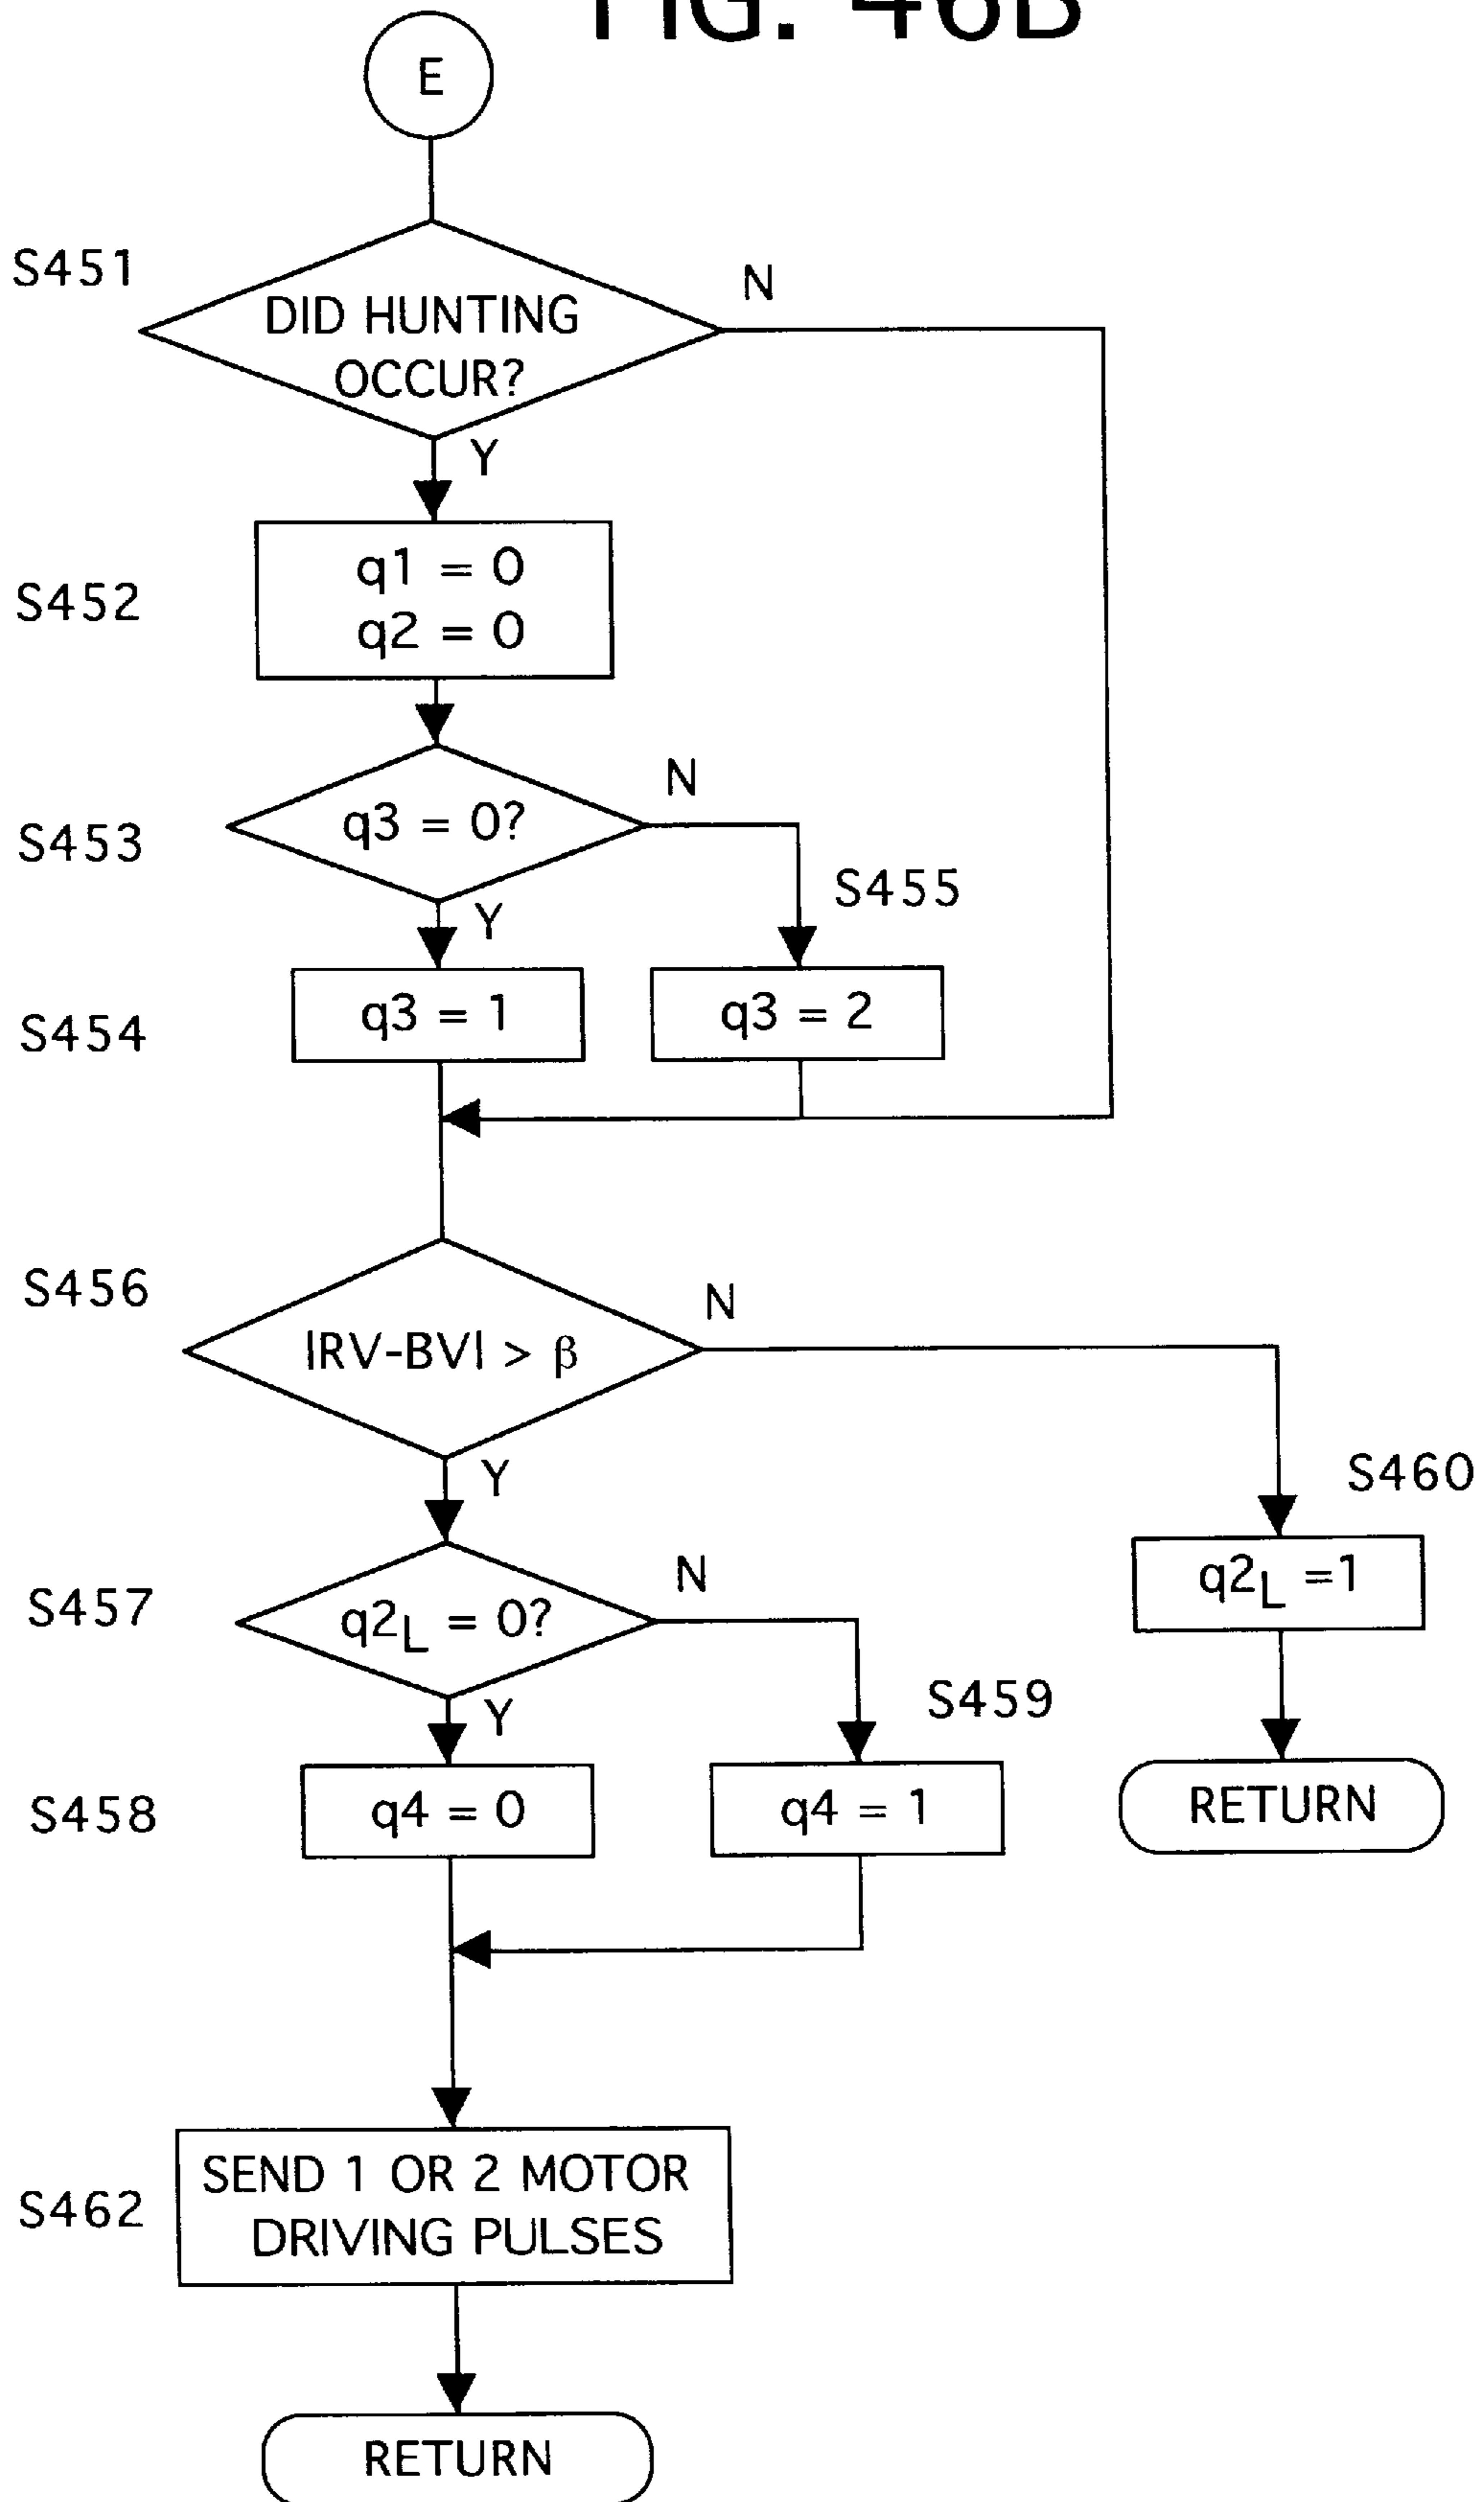 FIG. 46B
E
S451
DID HUNTING
OCCUR?
N
Y
S452
q1 = 0
q2 = 0
S453
q3 = 0?
N
Y
S455
S454
q3 = 1
q3 = 2
S456
|RV-BV| > β
N
Y
S460
q2L =1
S457
q2L = 0?
N
Y
S459
S458
q4 = 0
q4 = 1
RETURN
S462
SEND 1 OR 2 MOTOR
DRIVING PULSES
RETURN